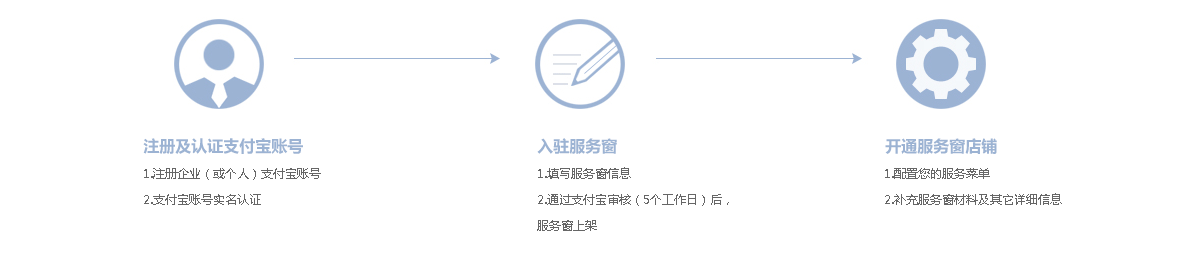 注册及认证支付宝账号
1.注册企业（或个人）支付宝账号
2.支付宝账号实名认证
入驻服务窗
1.填写服务窗信息
2.通过支付宝审核（5个工作日）后，
服务窗上架
开通服务窗店铺
1.配置您的服务菜单
2.补充服务窗材料及其它详细信息